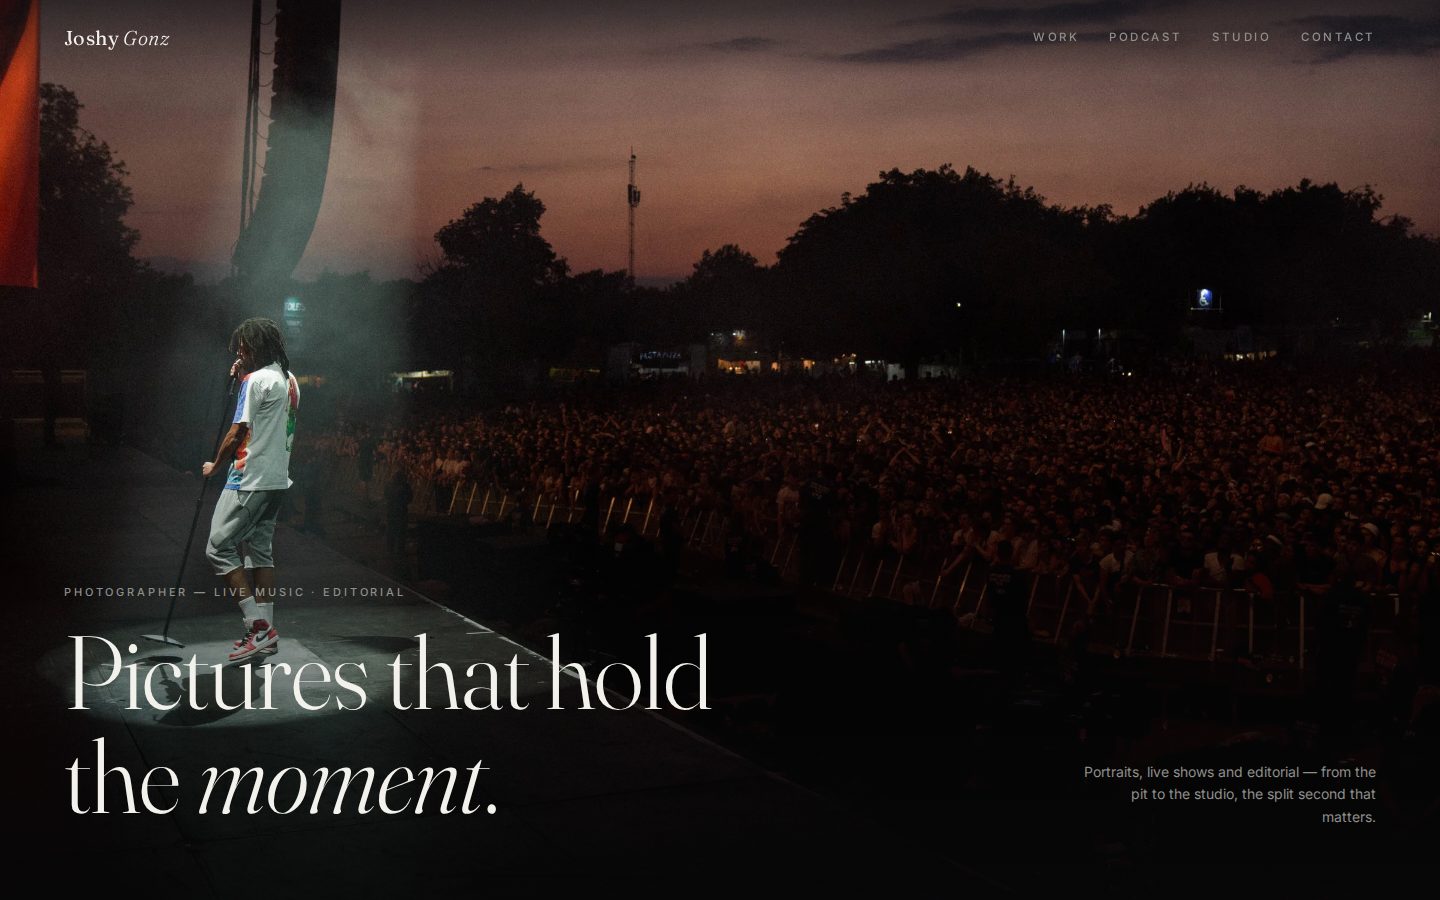 Joshy Gonz
WORK PODCAST STUDIO CONTACT
PHOTOGRAPHER — LIVE MUSIC · EDITORIAL
Pictures that hold
the moment.
Portraits, live shows and editorial — from the
pit to the studio, the split second that
matters.